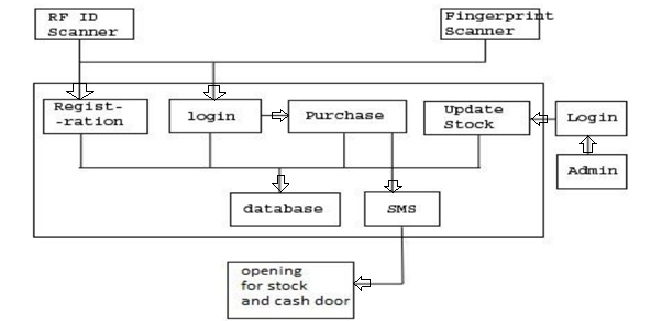 RF ID
Scanner
Fingerprint
Scanner
Regist-
-ration
login
Purchase
Update
Stock
Login
Admin
database
SMS
opening
for stock
and cash door